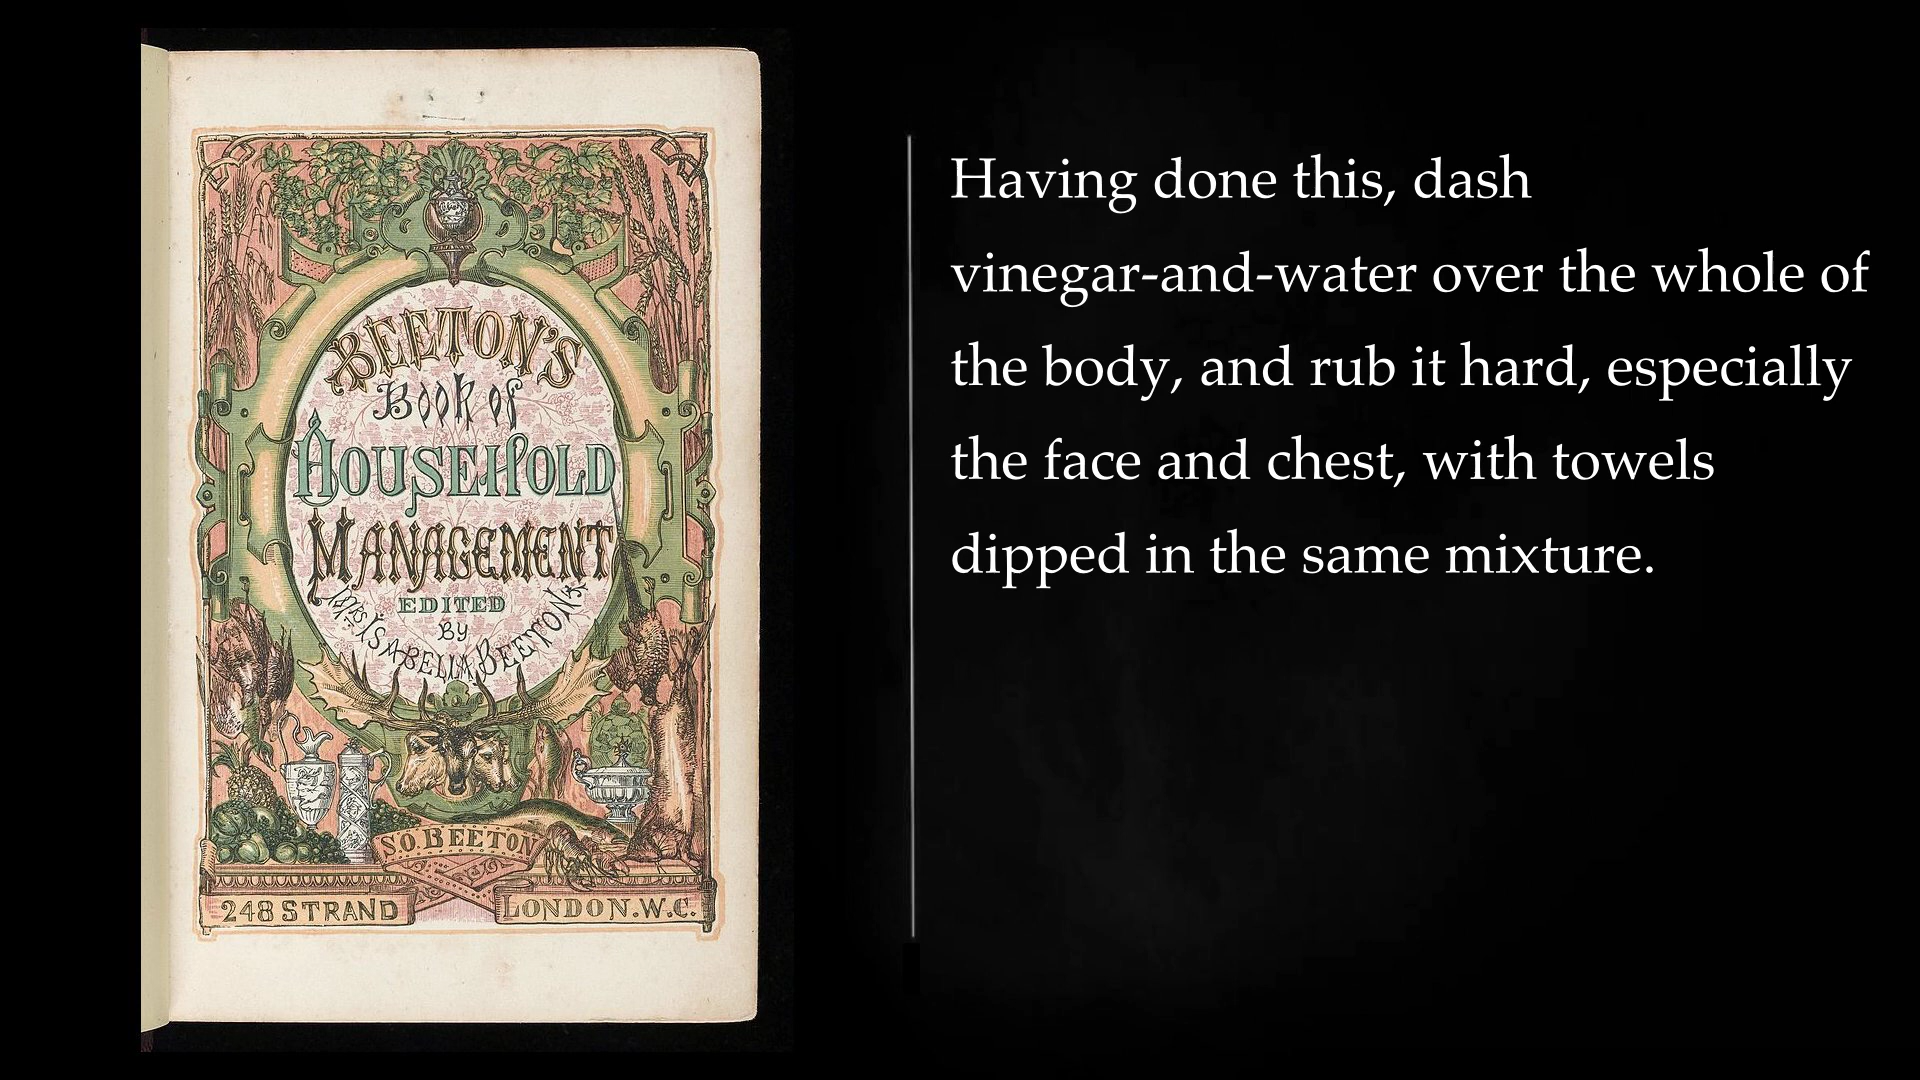 BEETON'S
Book of
HOUSEHOLD
MANAGEMENT
EDITED
BY
MRS ISABELLA BEETON
S.O. BEETON
248 STRAND
LONDON. W.C.
Having done this, dash
vinegar-and-water over the whole of
the body, and rub it hard, especially
the face and chest, with towels
dipped in the same mixture.